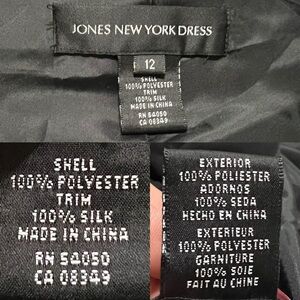 JONES NEW YORK DRESS
12
SHELL
100% POLYESTER
TRIM
100% SILK
MADE IN CHINA
RN 54050
CA 08349
SHELL
100% POLYESTER
TRIM
100% SILK
MADE IN CHINA
RN 54050
CA 08349
EXTERIOR
100% POLIESTER
ADORNOS
100% SEDA
HECHO EN CHINA
EXTERIEUR
100% POLYESTER
GARNITURE
100% SOIE
FAIT AU CHINE